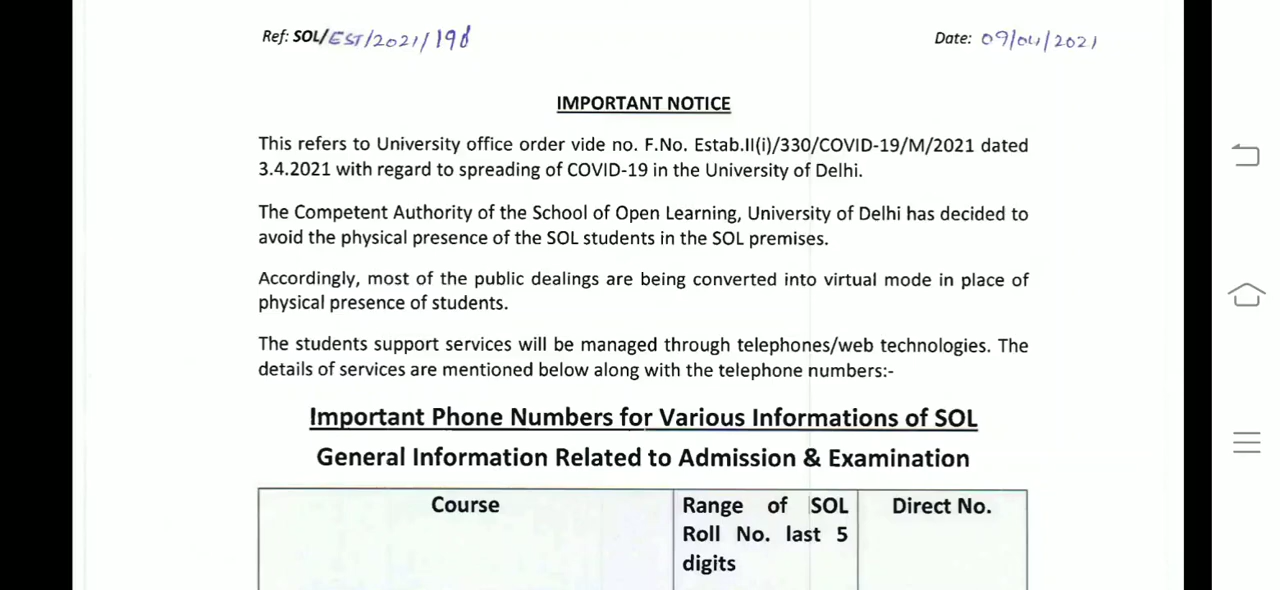 Ref: SOL/EST/2021/198
Date: 09/04/2021
IMPORTANT NOTICE
This refers to University office order vide no. F.No. Estab.II(i)/330/COVID-19/M/2021 dated
3.4.2021 with regard to spreading of COVID-19 in the University of Delhi.
The Competent Authority of the School of Open Learning, University of Delhi has decided to
avoid the physical presence of the SOL students in the SOL premises.
Accordingly, most of the public dealings are being converted into virtual mode in place of
physical presence of students.
The students support services will be managed through telephones/web technologies. The
details of services are mentioned below along with the telephone numbers:-
Important Phone Numbers for Various Informations of SOL
General Information Related to Admission & Examination
Course
Range of SOL
Roll No. last 5
digits
Direct No.